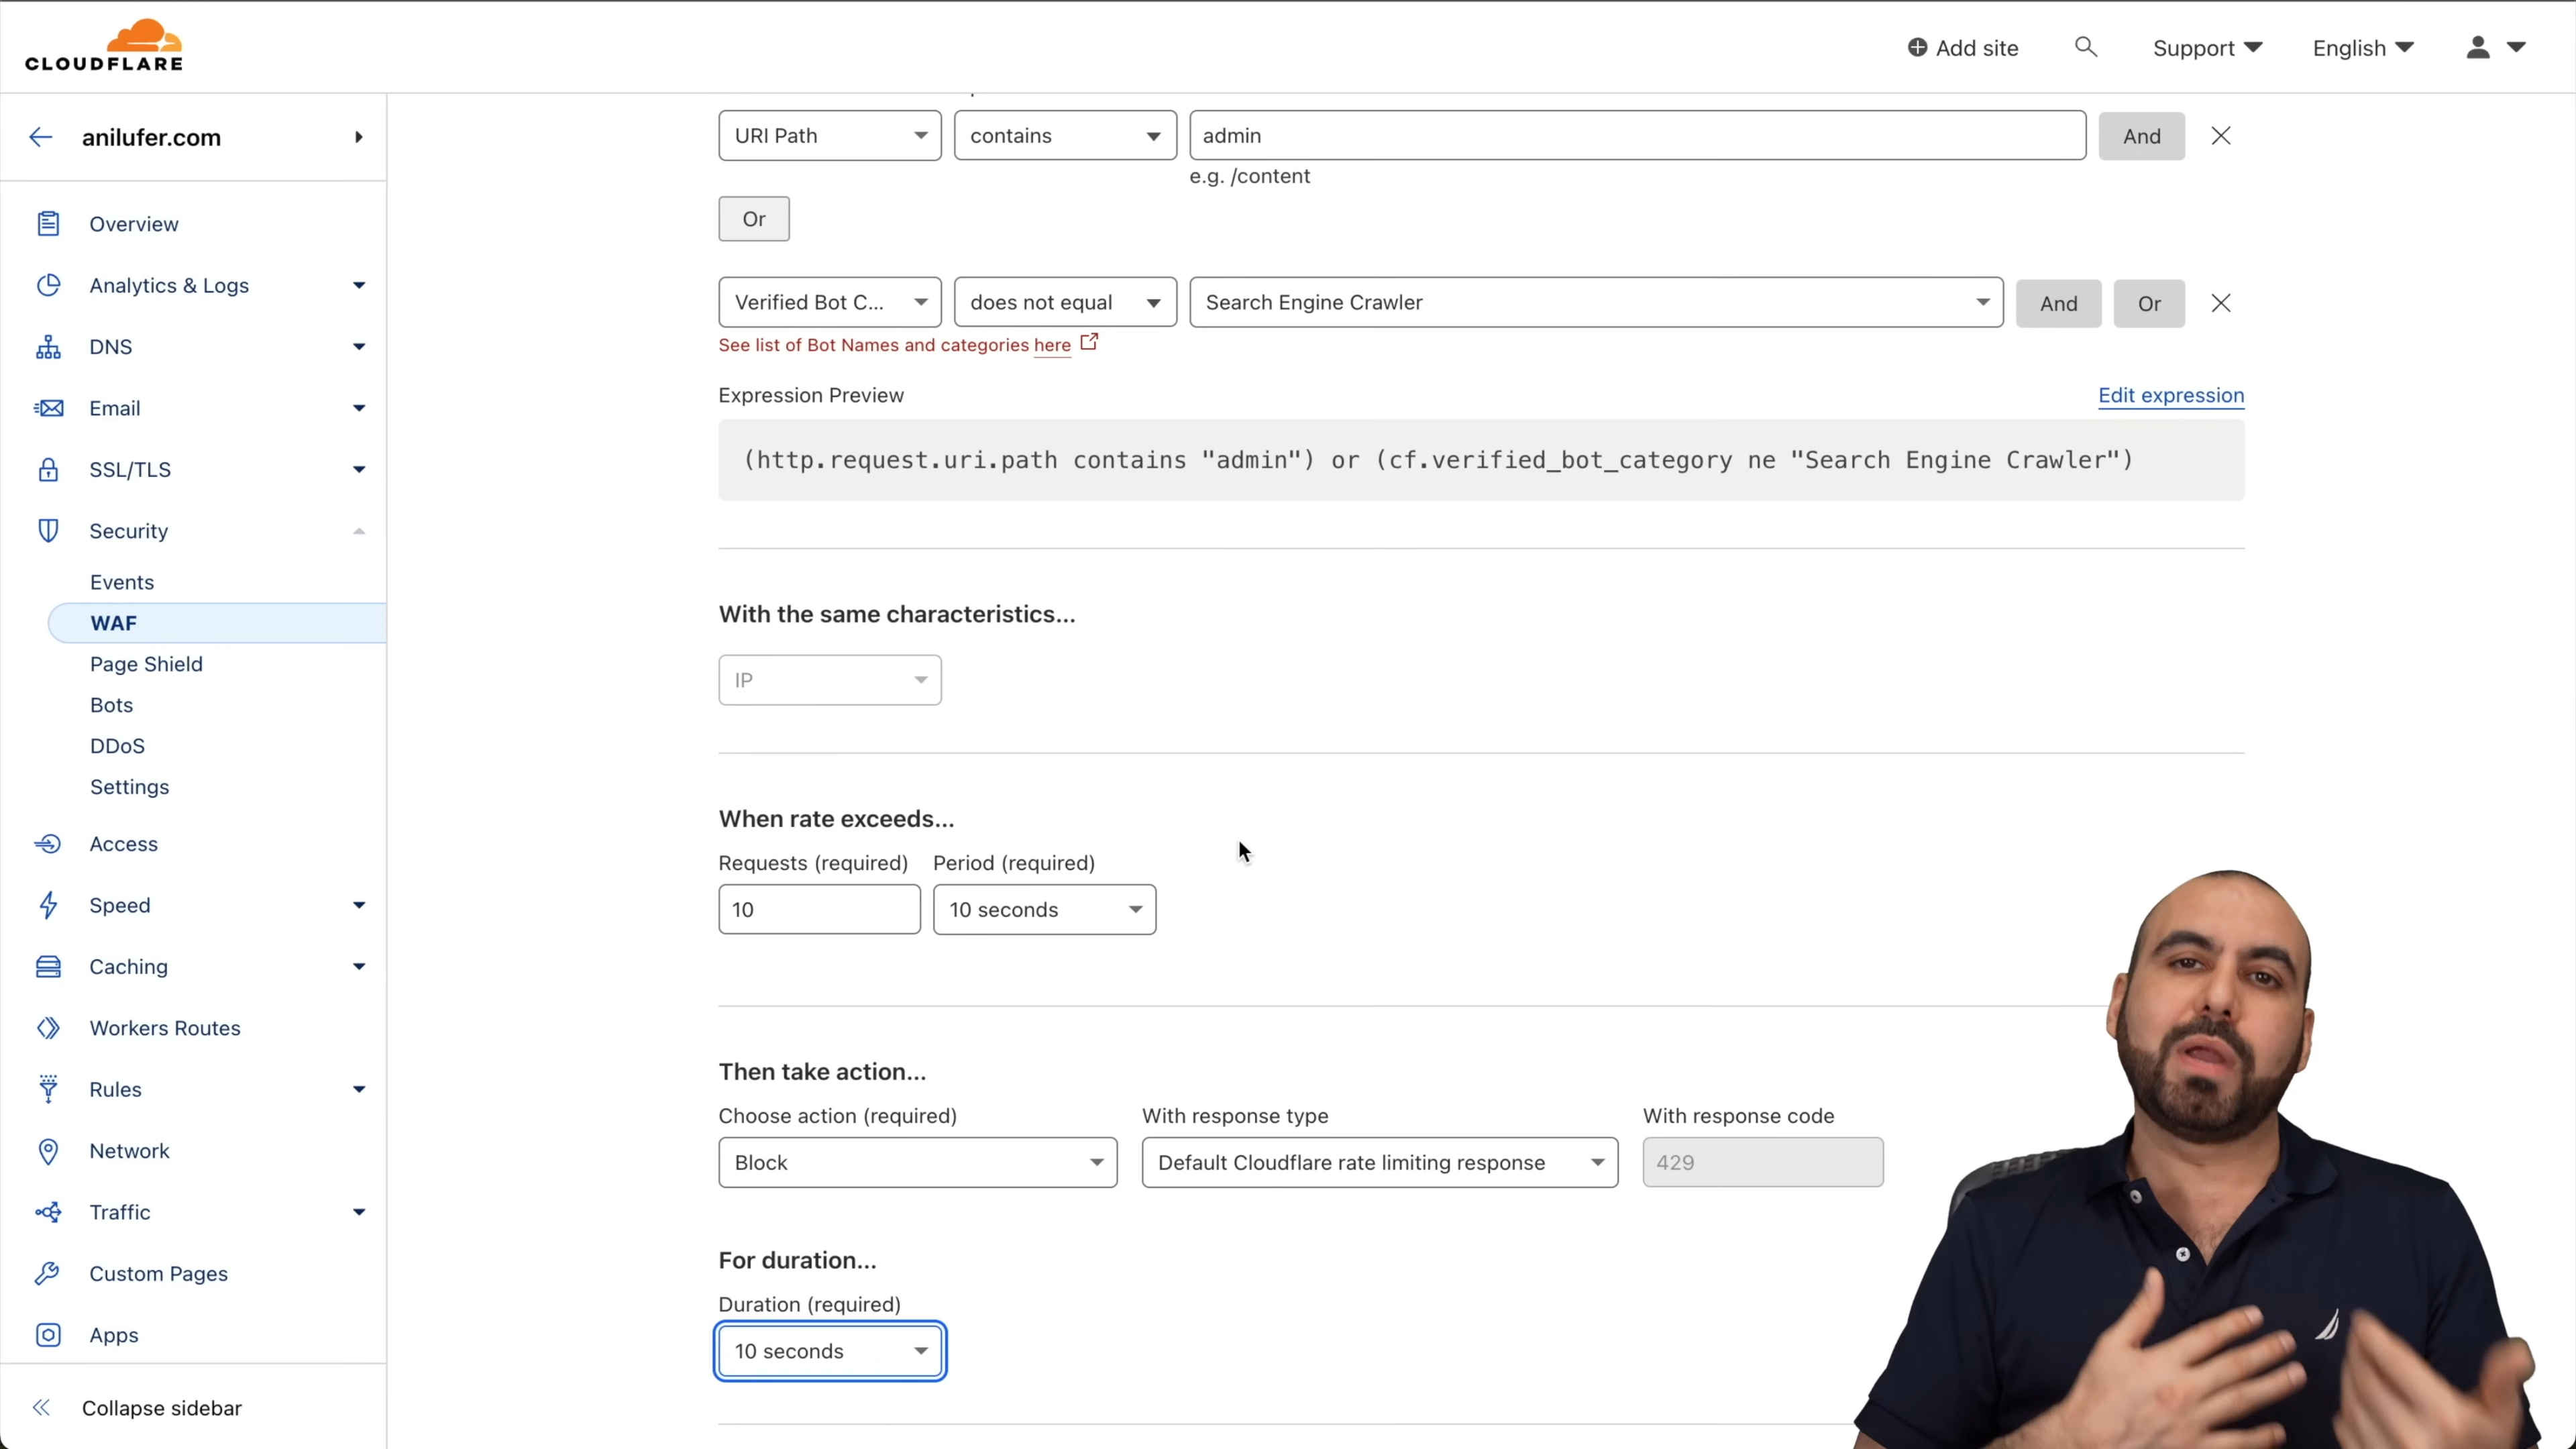 CLOUDFLARE
Add site
Support
English
anilufer.com
Overview
Analytics & Logs
DNS
Email
SSL/TLS
Security
Events
WAF
Page Shield
Bots
DDoS
Settings
Access
Speed
Caching
Workers Routes
Rules
Network
Traffic
Custom Pages
Apps
Collapse sidebar
URI Path contains admin And
e.g. /content
Or
Verified Bot C... does not equal Search Engine Crawler And Or
See list of Bot Names and categories here
Expression Preview Edit expression
(http.request.uri.path contains "admin") or (cf.verified_bot_category ne "Search Engine Crawler")
With the same characteristics...
IP
When rate exceeds...
Requests (required) Period (required)
10 10 seconds
Then take action...
Choose action (required) With response type With response code
Block Default Cloudflare rate limiting response 429
For duration...
Duration (required)
10 seconds